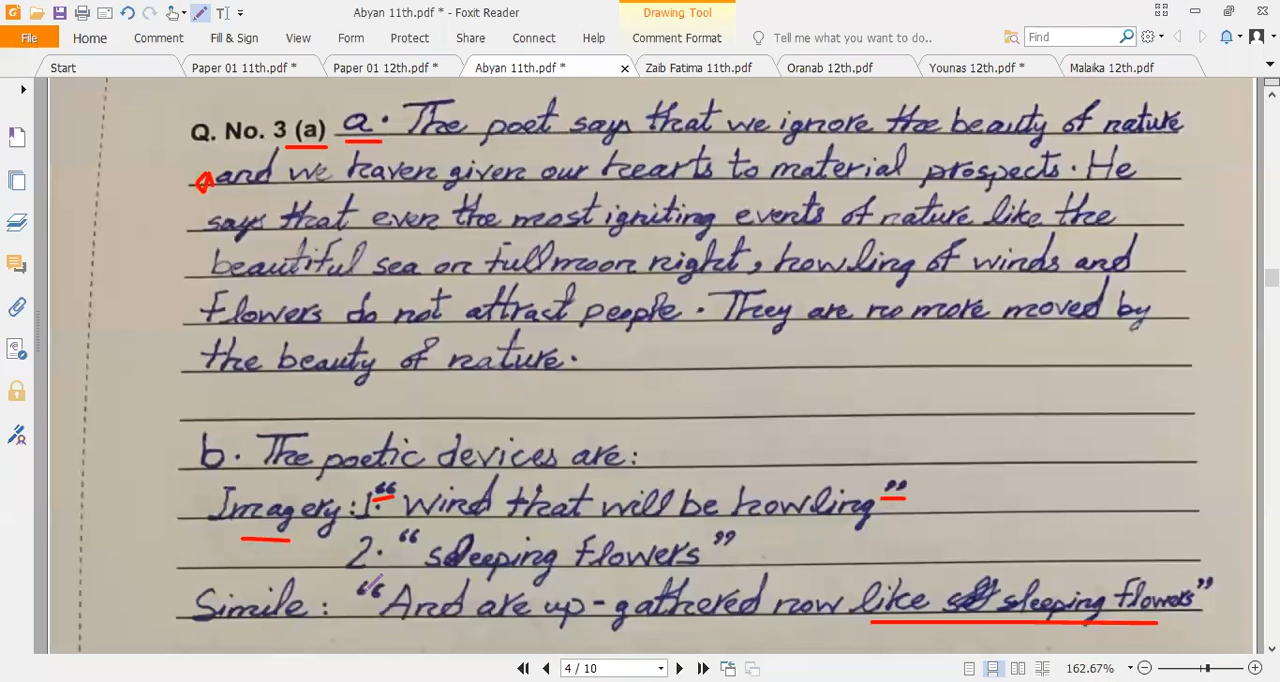 Abyan 11th.pdf * - Foxit Reader
Drawing Tool
File Home Comment Fill & Sign View Form Protect Share Connect Help Comment Format Tell me what you want to do.. Find
Start Paper 01 11th.pdf * Paper 01 12th.pdf * Abyan 11th.pdf * Zaib Fatima 11th.pdf Oranab 12th.pdf Younas 12th.pdf * Malaika 12th.pdf
Q. No. 3 (a) a. The poet says that we ignore the beauty of nature
and we haven given our hearts to material prospects. He
says that even the most igniting events of nature like the
beautiful sea on full moon night, howling of winds and
flowers do not attract people. They are no more moved by
the beauty of nature.
b. The poetic devices are:
Imagery: 1. “Wind that will be howling”
2. “sleeping flowers”
Simile: “And are up-gathered now like sleeping flowers”
4 / 10
162.67%